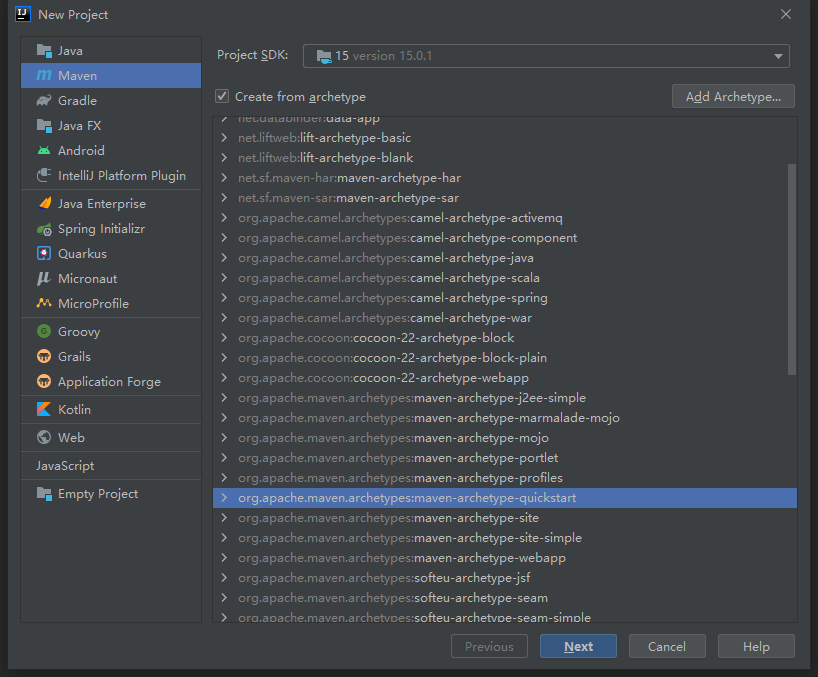 New Project
Java
Maven
Gradle
Java FX
Android
IntelliJ Platform Plugin
Java Enterprise
Spring Initializr
Quarkus
Micronaut
MicroProfile
Groovy
Grails
Application Forge
Kotlin
Web
JavaScript
Empty Project
Project SDK: 15 version 15.0.1
Create from archetype Add Archetype...
net.databinder:data-app
net.liftweb:lift-archetype-basic
net.liftweb:lift-archetype-blank
net.sf.maven-har:maven-archetype-har
net.sf.maven-sar:maven-archetype-sar
org.apache.camel.archetypes:camel-archetype-activemq
org.apache.camel.archetypes:camel-archetype-component
org.apache.camel.archetypes:camel-archetype-java
org.apache.camel.archetypes:camel-archetype-scala
org.apache.camel.archetypes:camel-archetype-spring
org.apache.camel.archetypes:camel-archetype-war
org.apache.cocoon:cocoon-22-archetype-block
org.apache.cocoon:cocoon-22-archetype-block-plain
org.apache.cocoon:cocoon-22-archetype-webapp
org.apache.maven.archetypes:maven-archetype-j2ee-simple
org.apache.maven.archetypes:maven-archetype-marmalade-mojo
org.apache.maven.archetypes:maven-archetype-mojo
org.apache.maven.archetypes:maven-archetype-portlet
org.apache.maven.archetypes:maven-archetype-profiles
org.apache.maven.archetypes:maven-archetype-quickstart
org.apache.maven.archetypes:maven-archetype-site
org.apache.maven.archetypes:maven-archetype-site-simple
org.apache.maven.archetypes:maven-archetype-webapp
org.apache.maven.archetypes:softeu-archetype-jsf
org.apache.maven.archetypes:softeu-archetype-seam
org.apache.maven.archetypes:softeu-archetype-seam-simple
Previous Next Cancel Help